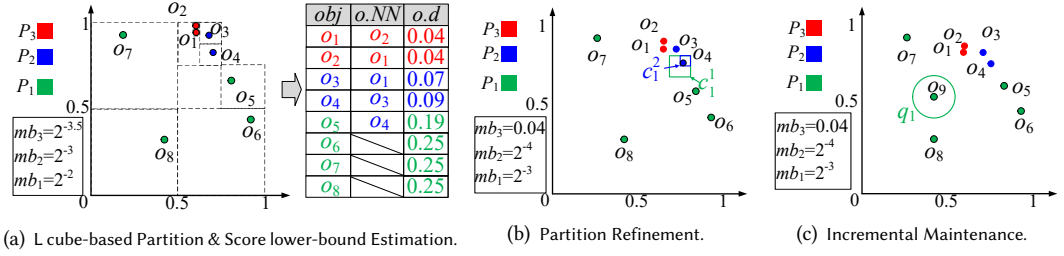 P3
P2
P1
1
0.5
0
0.5
1
o2
o1
o3
o4
o7
o5
o6
o8
mb3=2^-3.5
mb2=2^-3
mb1=2^-2
obj o.NN o.d
o1 o2 0.04
o2 o1 0.04
o3 o1 0.07
o4 o3 0.09
o5 o4 0.19
o6 0.25
o7 0.25
o8 0.25
(a) L cube-based Partition & Score lower-bound Estimation.
P3
P2
P1
1
0.5
0
0.5
1
o7
o2
o1
o3
o4
c1^2
c1^1
o5
o6
o8
mb3=0.04
mb2=2^-4
mb1=2^-3
(b) Partition Refinement.
P3
P2
P1
1
0.5
0
0.5
1
o7
o2
o1
o3
o4
o9
q1
o5
o6
o8
mb3=0.04
mb2=2^-4
mb1=2^-3
(c) Incremental Maintenance.